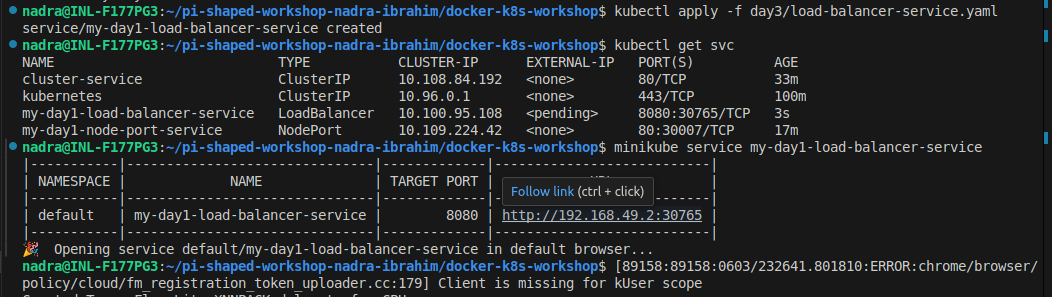 nadra@INL-F177PG3:~/pi-shaped-workshop-nadra-ibrahim/docker-k8s-workshop$ kubectl apply -f day3/load-balancer-service.yaml
service/my-day1-load-balancer-service created
nadra@INL-F177PG3:~/pi-shaped-workshop-nadra-ibrahim/docker-k8s-workshop$ kubectl get svc
NAME TYPE CLUSTER-IP EXTERNAL-IP PORT(S) AGE
cluster-service ClusterIP 10.108.84.192 <none> 80/TCP 33m
kubernetes ClusterIP 10.96.0.1 <none> 443/TCP 100m
my-day1-load-balancer-service LoadBalancer 10.100.95.108 <pending> 8080:30765/TCP 3s
my-day1-node-port-service NodePort 10.109.224.42 <none> 80:30007/TCP 17m
nadra@INL-F177PG3:~/pi-shaped-workshop-nadra-ibrahim/docker-k8s-workshop$ minikube service my-day1-load-balancer-service
|-----------|-------------------------------|-------------|---------------------------|
| NAMESPACE | NAME | TARGET PORT | |
|-----------|-------------------------------|-------------|---------------------------|
Follow link (ctrl + click)
| default | my-day1-load-balancer-service | 8080 | http://192.168.49.2:30765 |
|-----------|-------------------------------|-------------|---------------------------|
🎉 Opening service default/my-day1-load-balancer-service in default browser...
nadra@INL-F177PG3:~/pi-shaped-workshop-nadra-ibrahim/docker-k8s-workshop$ [89158:89158:0603/232641.801810:ERROR:chrome/browser/
policy/cloud/fm_registration_token_uploader.cc:179] Client is missing for kUser scope